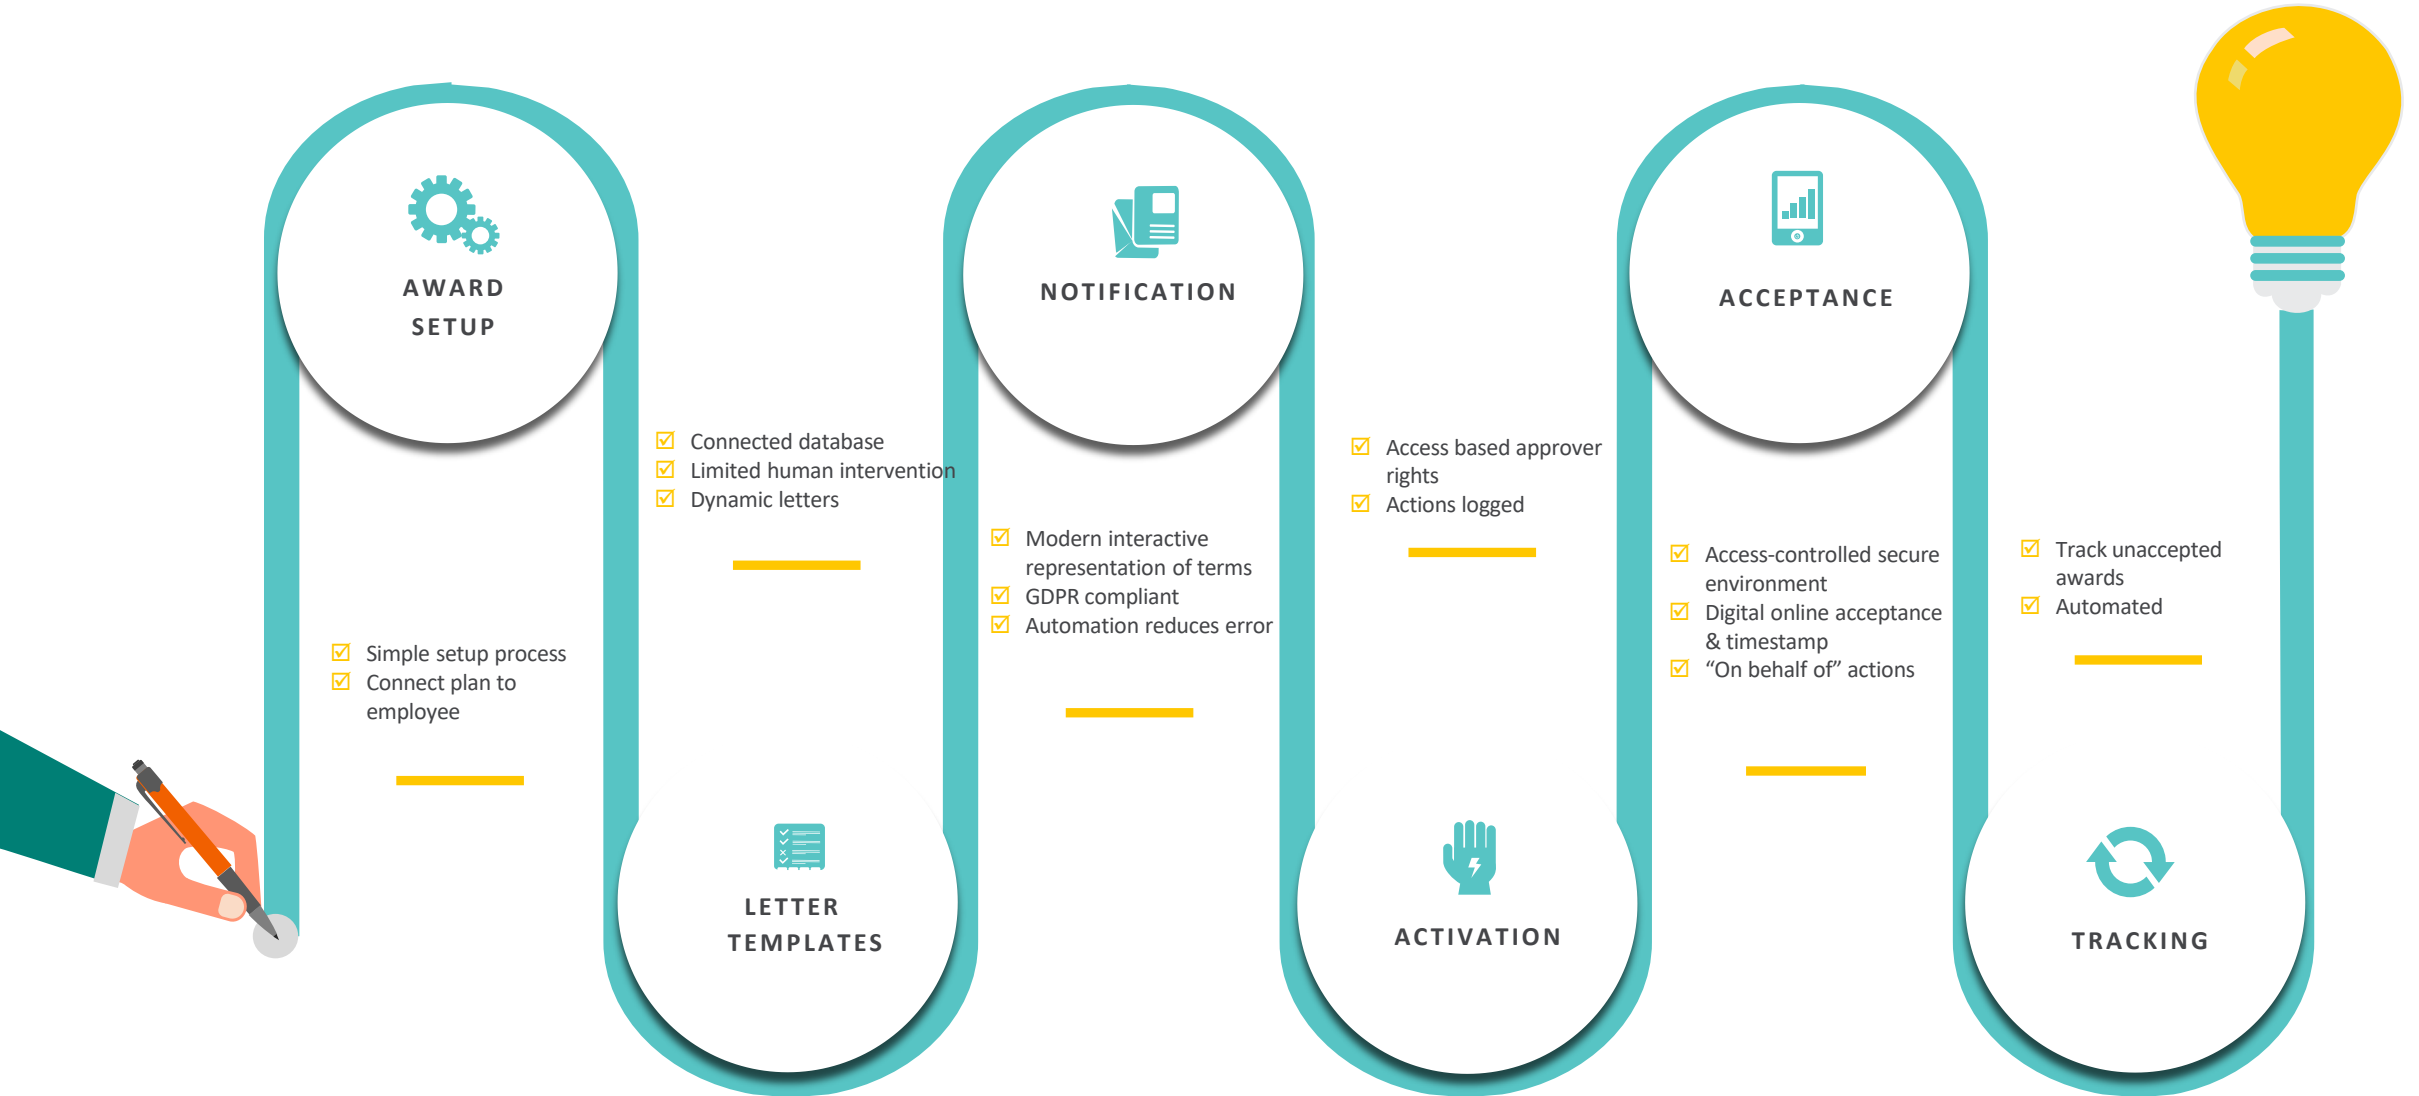 AWARD
SETUP
Simple setup process
Connect plan to
employee
Connected database
Limited human intervention
Dynamic letters
LETTER
TEMPLATES
NOTIFICATION
Modern interactive
representation of terms
GDPR compliant
Automation reduces error
Access based approver
rights
Actions logged
ACTIVATION
ACCEPTANCE
Access-controlled secure
environment
Digital online acceptance
& timestamp
“On behalf of” actions
Track unaccepted
awards
Automated
TRACKING